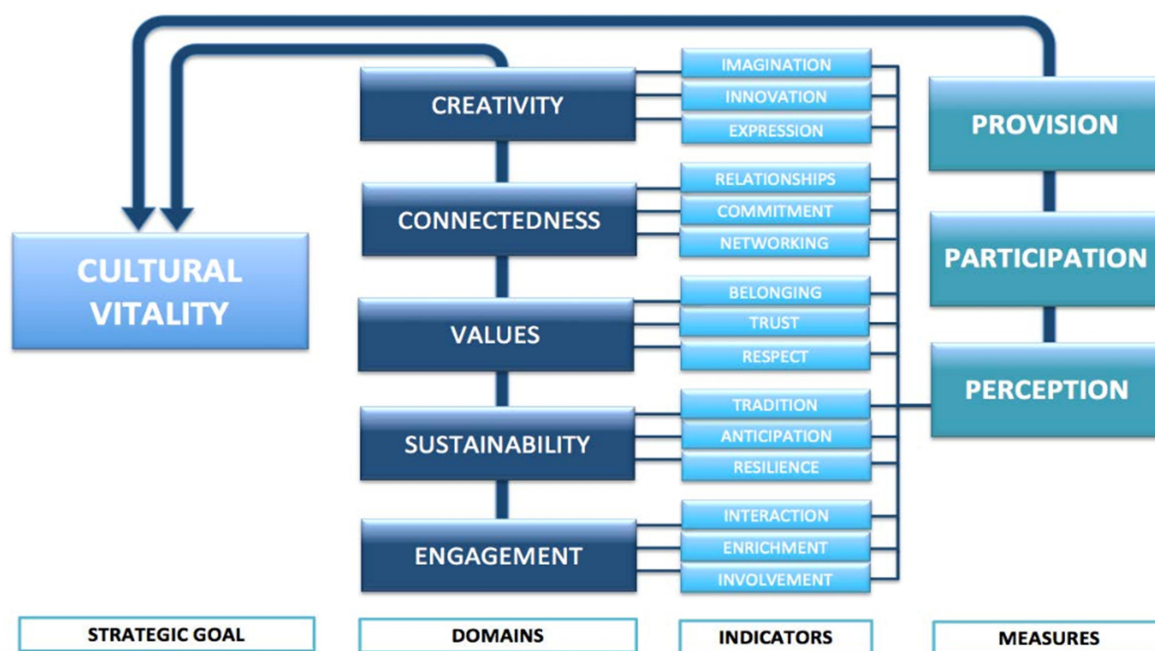 CULTURAL
VITALITY
CREATIVITY
CONNECTEDNESS
VALUES
SUSTAINABILITY
ENGAGEMENT
IMAGINATION
INNOVATION
EXPRESSION
RELATIONSHIPS
COMMITMENT
NETWORKING
BELONGING
TRUST
RESPECT
TRADITION
ANTICIPATION
RESILIENCE
INTERACTION
ENRICHMENT
INVOLVEMENT
PROVISION
PARTICIPATION
PERCEPTION
STRATEGIC GOAL
DOMAINS
INDICATORS
MEASURES